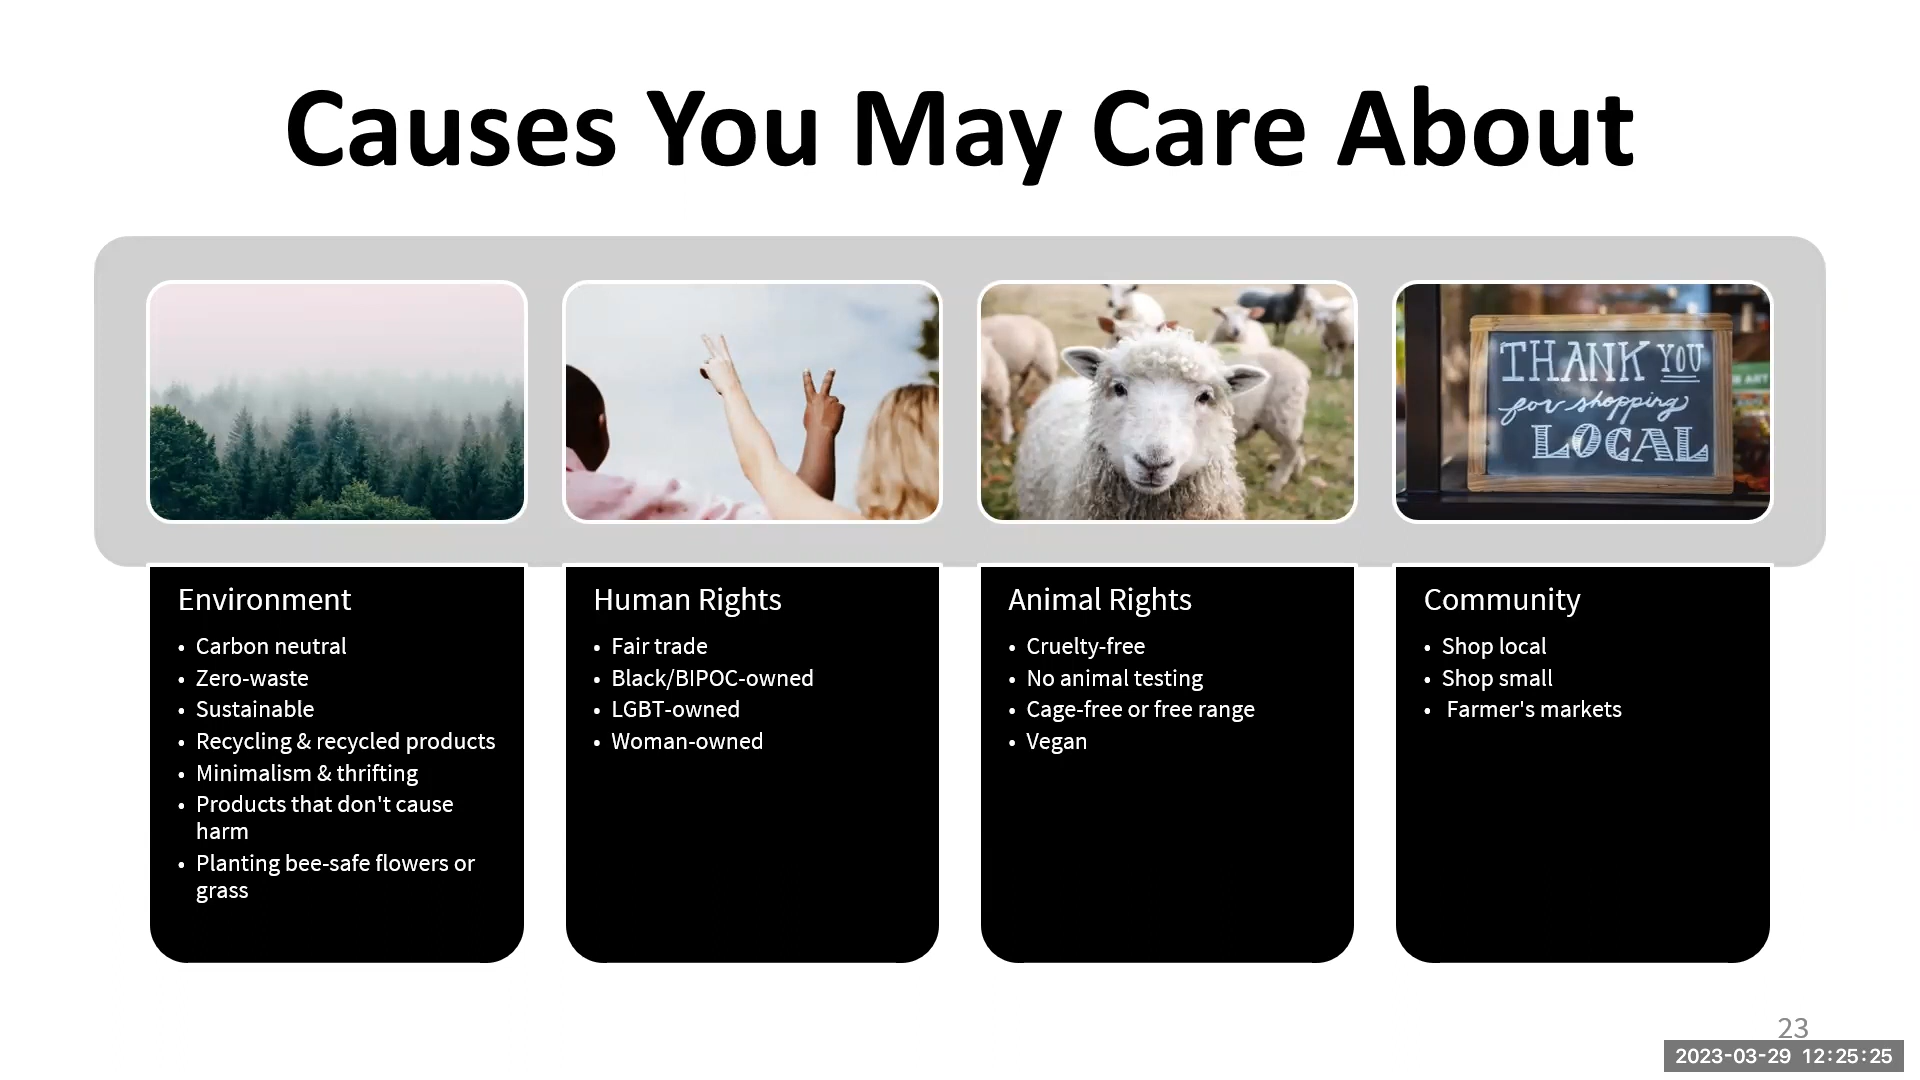 Causes You May Care About
THANK YOU
for shopping
LOCAL
Environment
• Carbon neutral
• Zero-waste
• Sustainable
• Recycling & recycled products
• Minimalism & thrifting
• Products that don't cause
harm
• Planting bee-safe flowers or
grass
Human Rights
• Fair trade
• Black/BIPOC-owned
• LGBT-owned
• Woman-owned
Animal Rights
• Cruelty-free
• No animal testing
• Cage-free or free range
• Vegan
Community
• Shop local
• Shop small
• Farmer's markets
23
2023-03-29 12:25:25